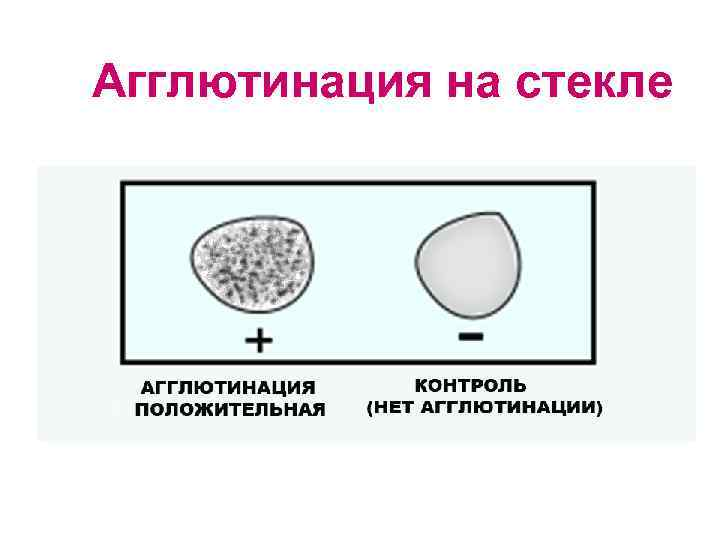 Агглютинация на стекле
+ -
АГГЛЮТИНАЦИЯ
ПОЛОЖИТЕЛЬНАЯ
КОНТРОЛЬ
(НЕТ АГГЛЮТИНАЦИИ)